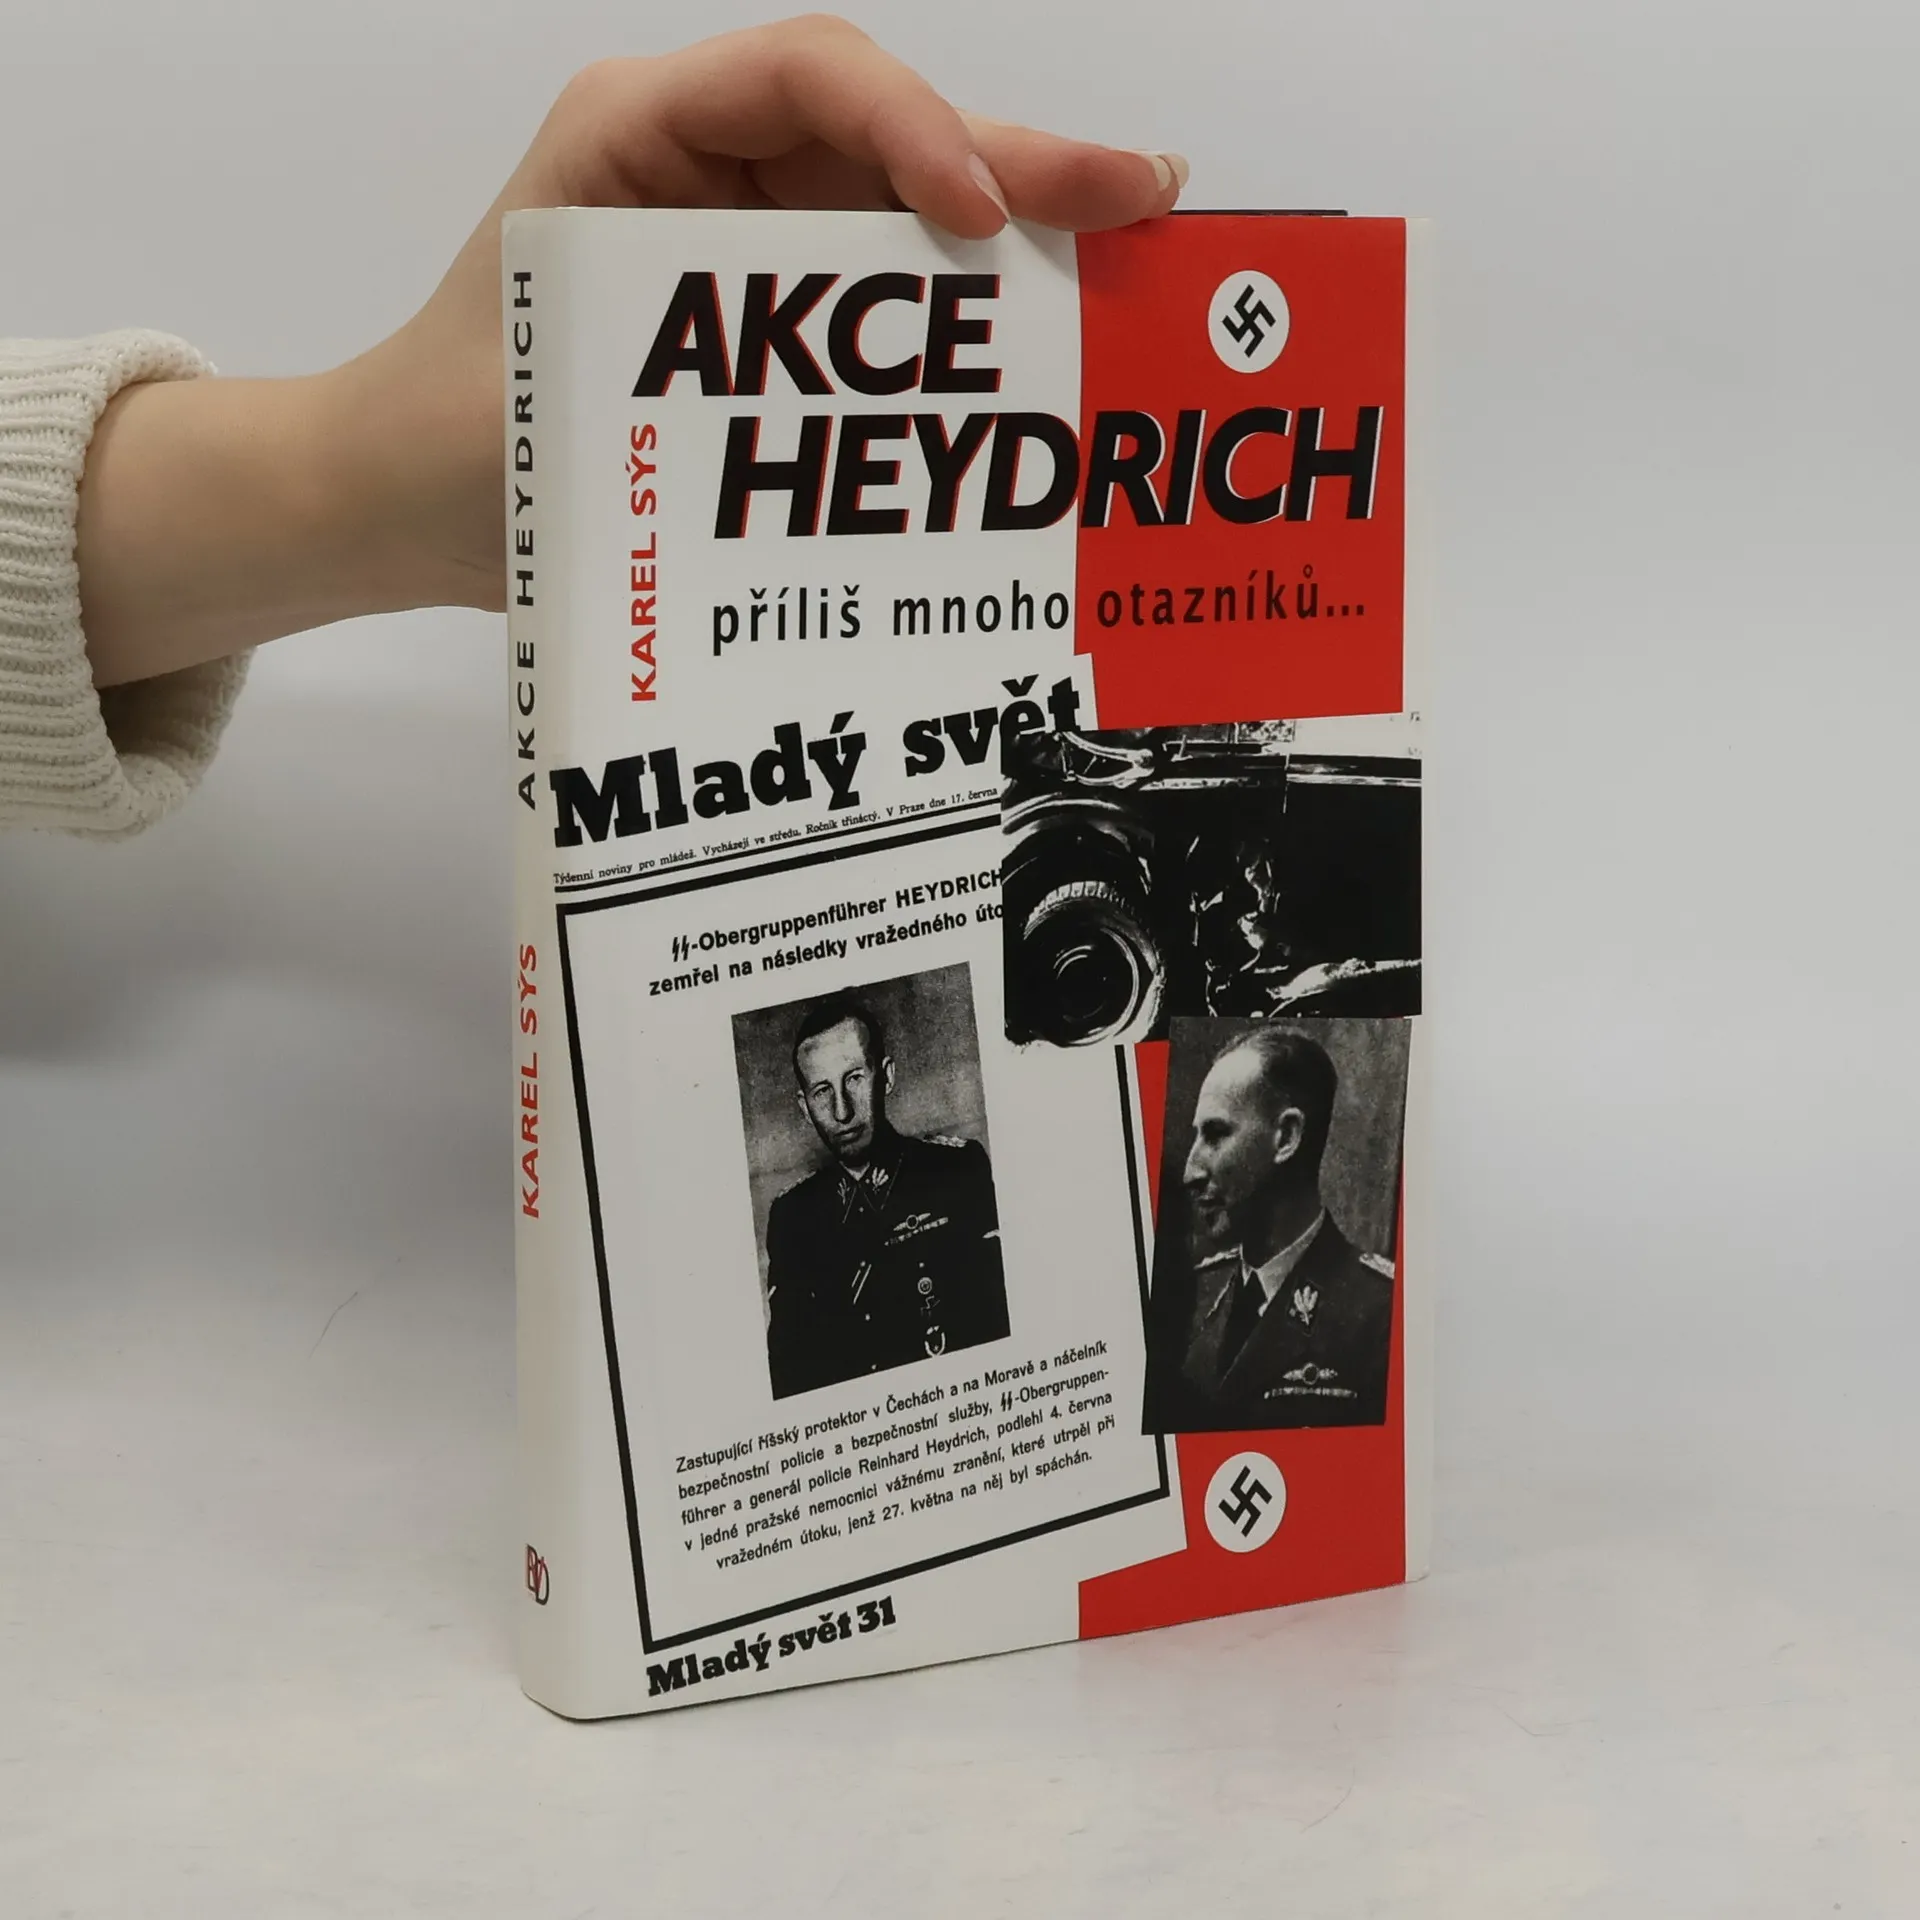 AKCE HEYDRICH
KAREL SÝS
AKCE
HEYDRICH
KAREL SÝS
příliš mnoho otazníků...
Mladý svět
Týdenní noviny pro mládež. Vycházejí ve středu. Ročník třináctý. V Praze dne 17. června
SS-Obergruppenführer HEYDRICH
zemřel na následky vražedného úto
Zastupující říšský protektor v Čechách a na Moravě a náčelník
bezpečnostní policie a bezpečnostní služby, SS-Obergruppen-
führer a generál policie Reinhard Heydrich, podlehl 4. června
v jedné pražské nemocnici vážnému zranění, které utrpěl při
vražedném útoku, jenž 27. května na něj byl spáchán.
Mladý svět 31